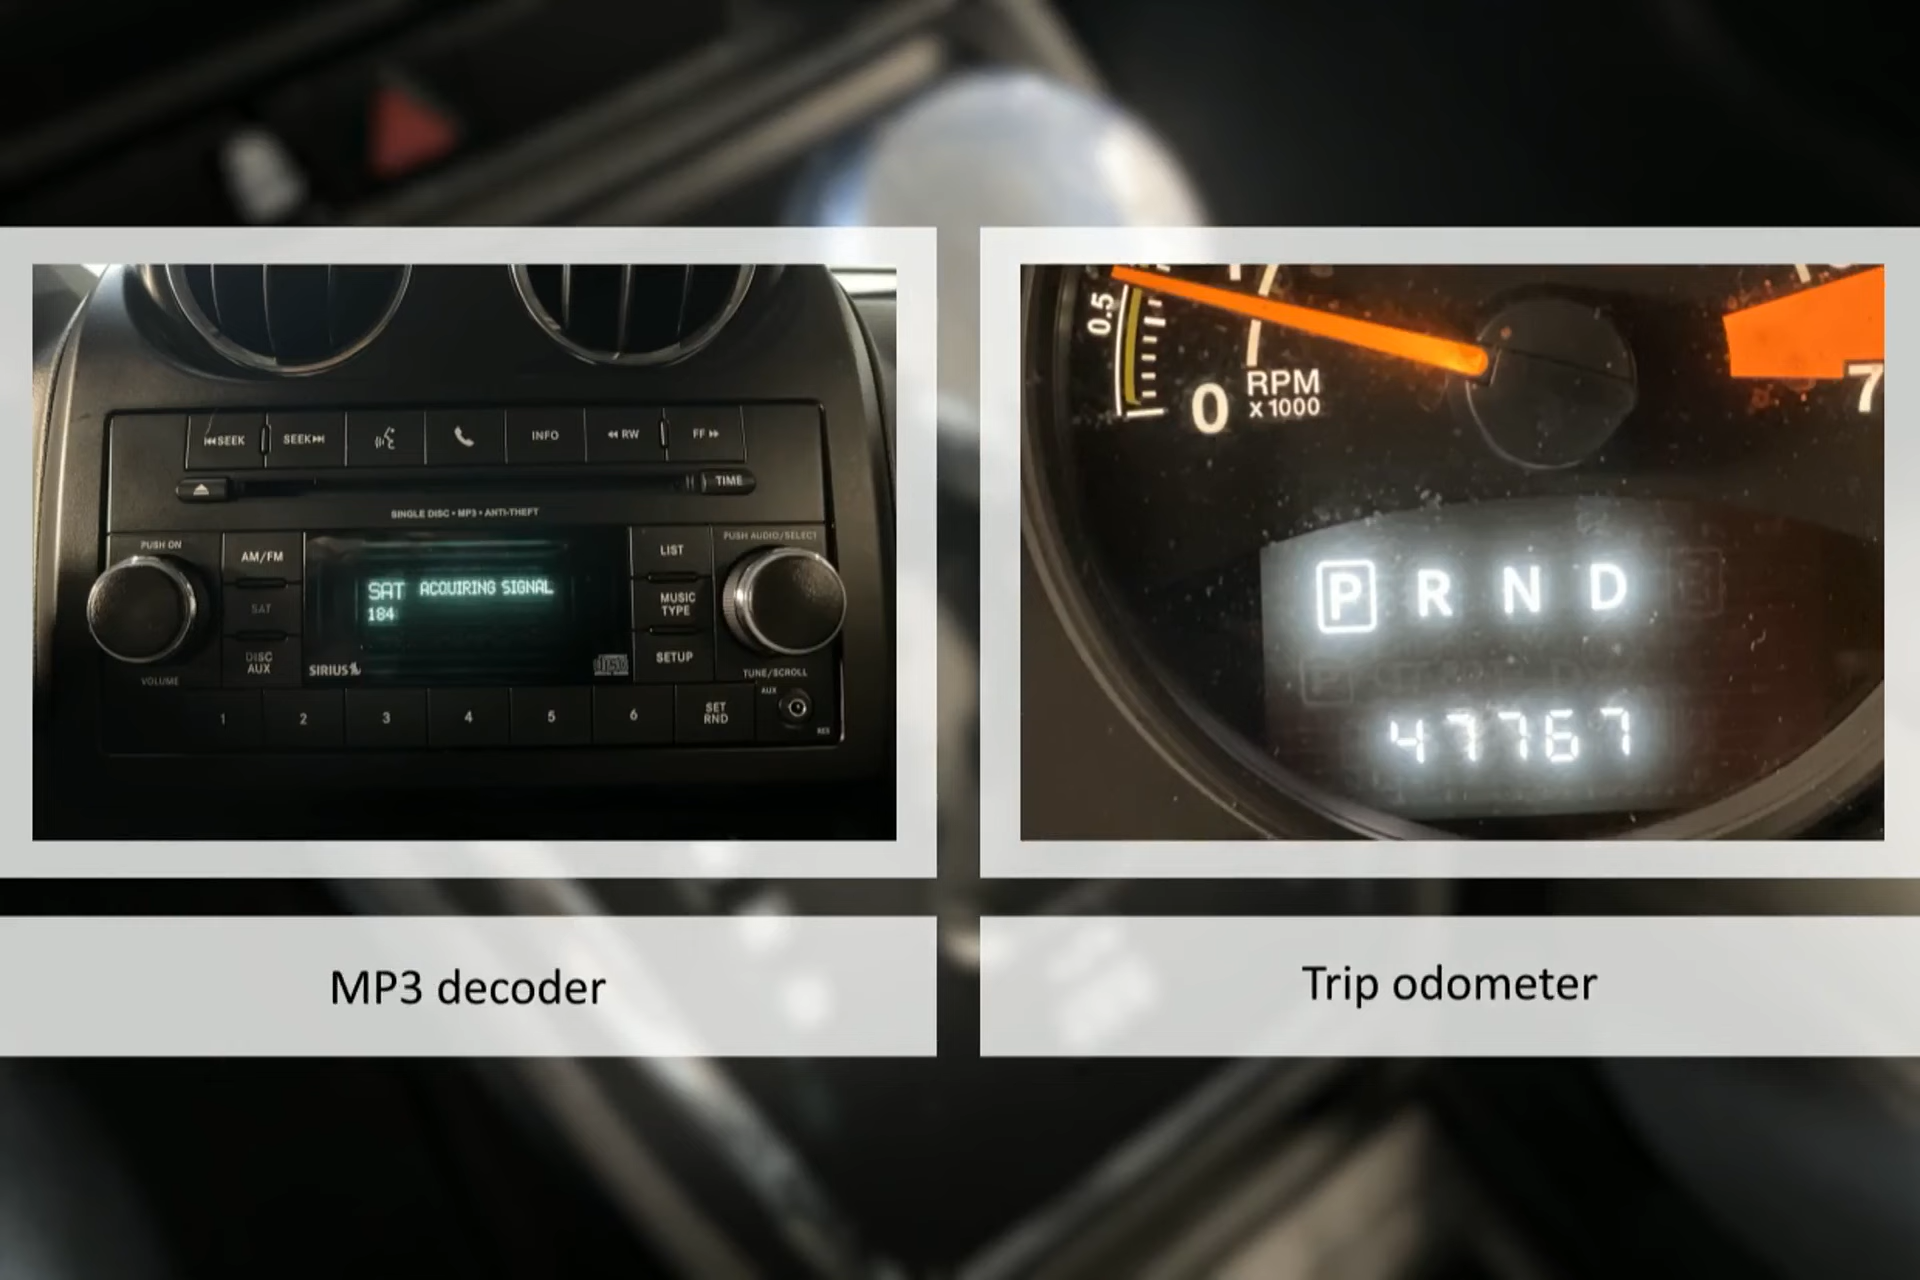 SEEK
SEEK
INFO
RW
FF
TIME
SINGLE DISC • MP3 • ANTI-THEFT
PUSH ON
AM/FM
SAT
DISC
AUX
VOLUME
SAT ACQUIRING SIGNAL
184
SIRIUS
LIST
MUSIC
TYPE
SETUP
PUSH AUDIO/SELECT
TUNE/SCROLL
1
2
3
4
5
6
SET
RND
AUX
MP3 decoder
0.5
0
RPM
x 1000
7
P R N D
47767
Trip odometer